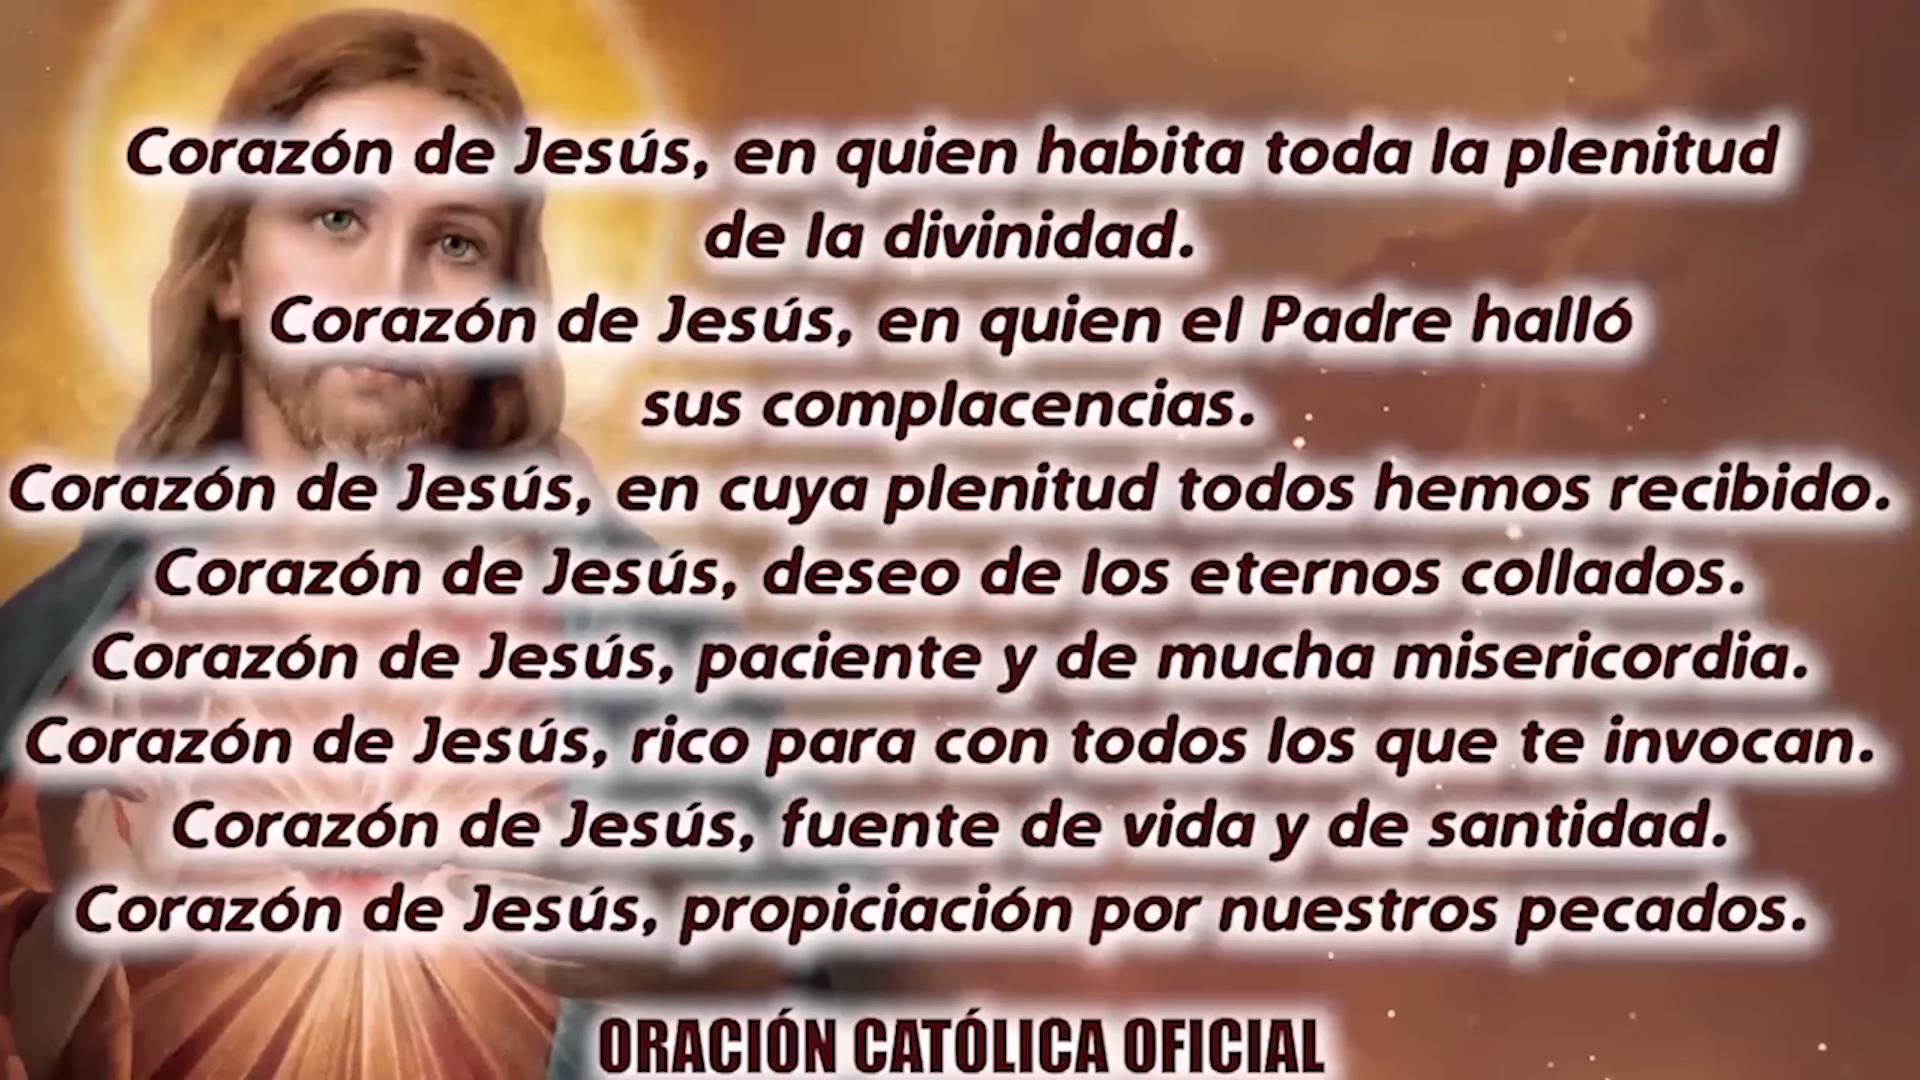 Corazón de Jesús, en quien habita toda la plenitud
de la divinidad.
Corazón de Jesús, en quien el Padre halló
sus complacencias.
Corazón de Jesús, en cuya plenitud todos hemos recibido.
Corazón de Jesús, deseo de los eternos collados.
Corazón de Jesús, paciente y de mucha misericordia.
Corazón de Jesús, rico para con todos los que te invocan.
Corazón de Jesús, fuente de vida y de santidad.
Corazón de Jesús, propiciación por nuestros pecados.
ORACIÓN CATÓLICA OFICIAL